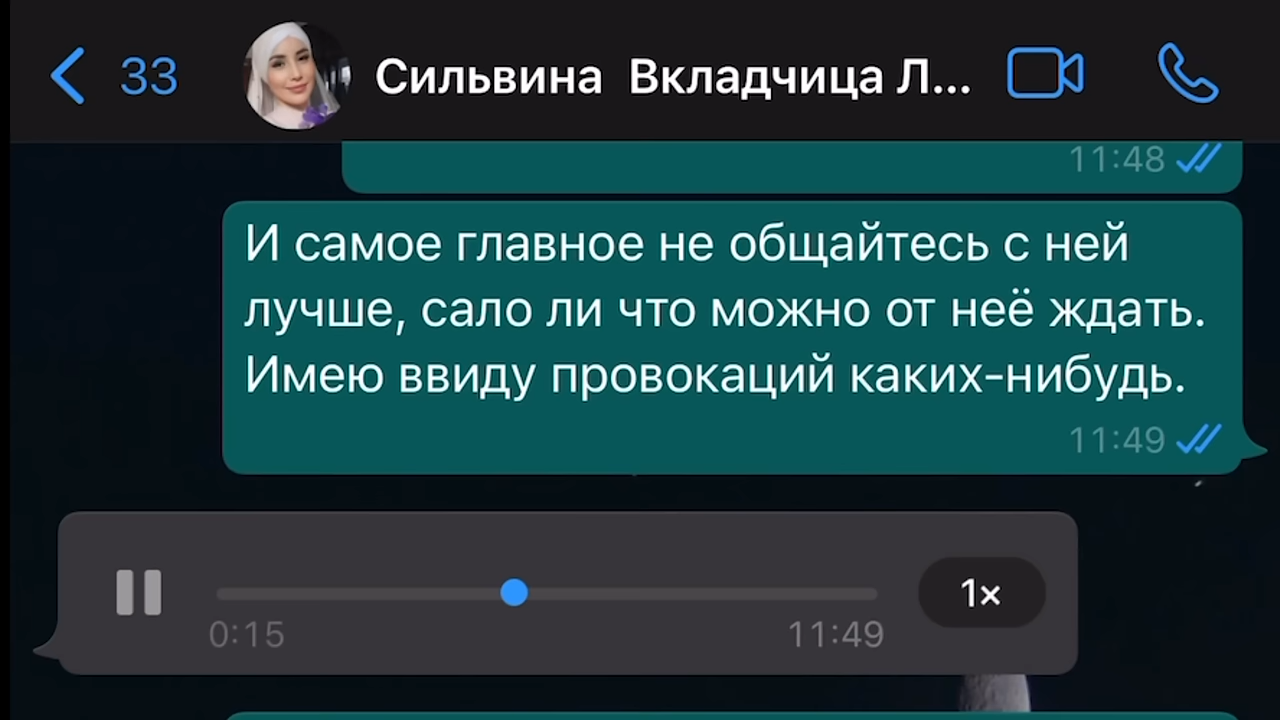 33
Сильвина Вкладчица Л...
11:48
И самое главное не общайтесь с ней
лучше, сало ли что можно от неё ждать.
Имею ввиду провокаций каких-нибудь.
11:49
1×
0:15
11:49